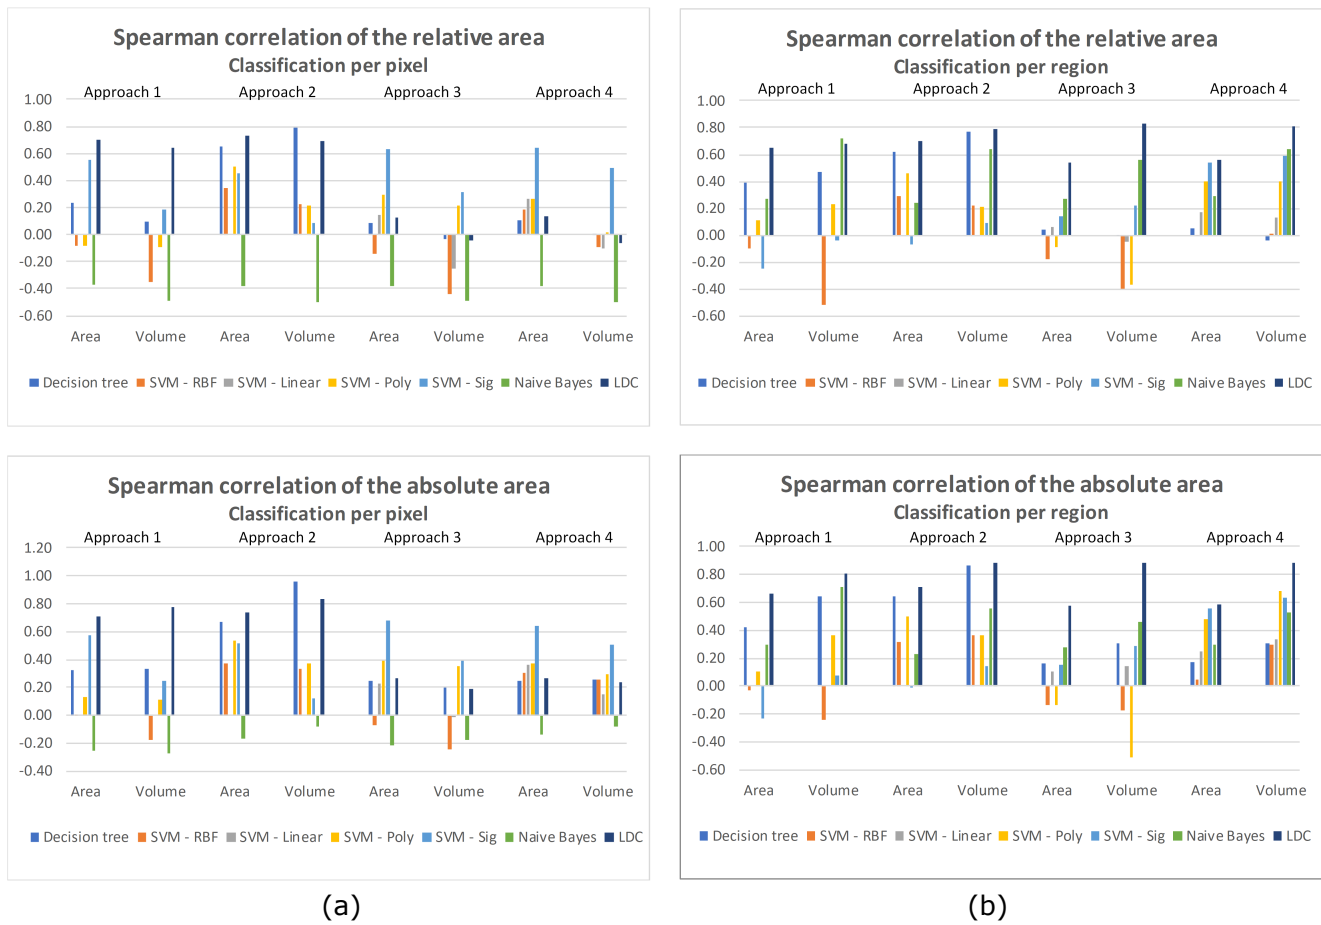 Spearman correlation of the relative area
Classification per pixel
Approach 1 Approach 2 Approach 3 Approach 4
1.00
0.80
0.60
0.40
0.20
0.00
-0.20
-0.40
-0.60
Area Volume Area Volume Area Volume Area Volume
Decision tree SVM - RBF SVM - Linear SVM - Poly SVM - Sig Naive Bayes LDC
Spearman correlation of the relative area
Classification per region
Approach 1 Approach 2 Approach 3 Approach 4
1.00
0.80
0.60
0.40
0.20
0.00
-0.20
-0.40
-0.60
Area Volume Area Volume Area Volume Area Volume
Decision tree SVM - RBF SVM - Linear SVM - Poly SVM - Sig Naive Bayes LDC
Spearman correlation of the absolute area
Classification per pixel
Approach 1 Approach 2 Approach 3 Approach 4
1.20
1.00
0.80
0.60
0.40
0.20
0.00
-0.20
-0.40
Area Volume Area Volume Area Volume Area Volume
Decision tree SVM - RBF SVM - Linear SVM - Poly SVM - Sig Naive Bayes LDC
Spearman correlation of the absolute area
Classification per region
Approach 1 Approach 2 Approach 3 Approach 4
1.00
0.80
0.60
0.40
0.20
0.00
-0.20
-0.40
-0.60
Area Volume Area Volume Area Volume Area Volume
Decision tree SVM - RBF SVM - Linear SVM - Poly SVM - Sig Naive Bayes LDC
(a) (b)